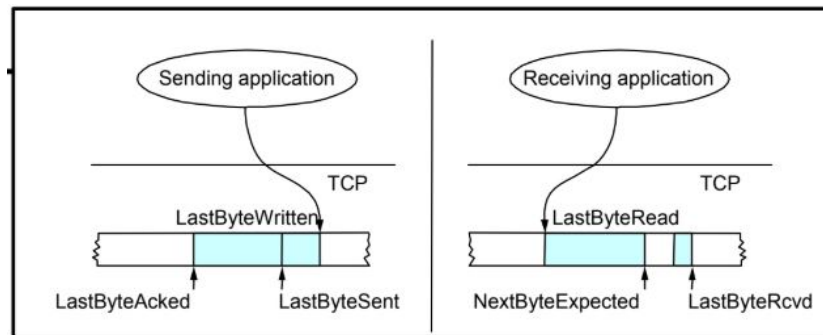 Sending application
Receiving application
TCP
TCP
LastByteWritten
LastByteRead
LastByteAcked
LastByteSent
NextByteExpected
LastByteRcvd